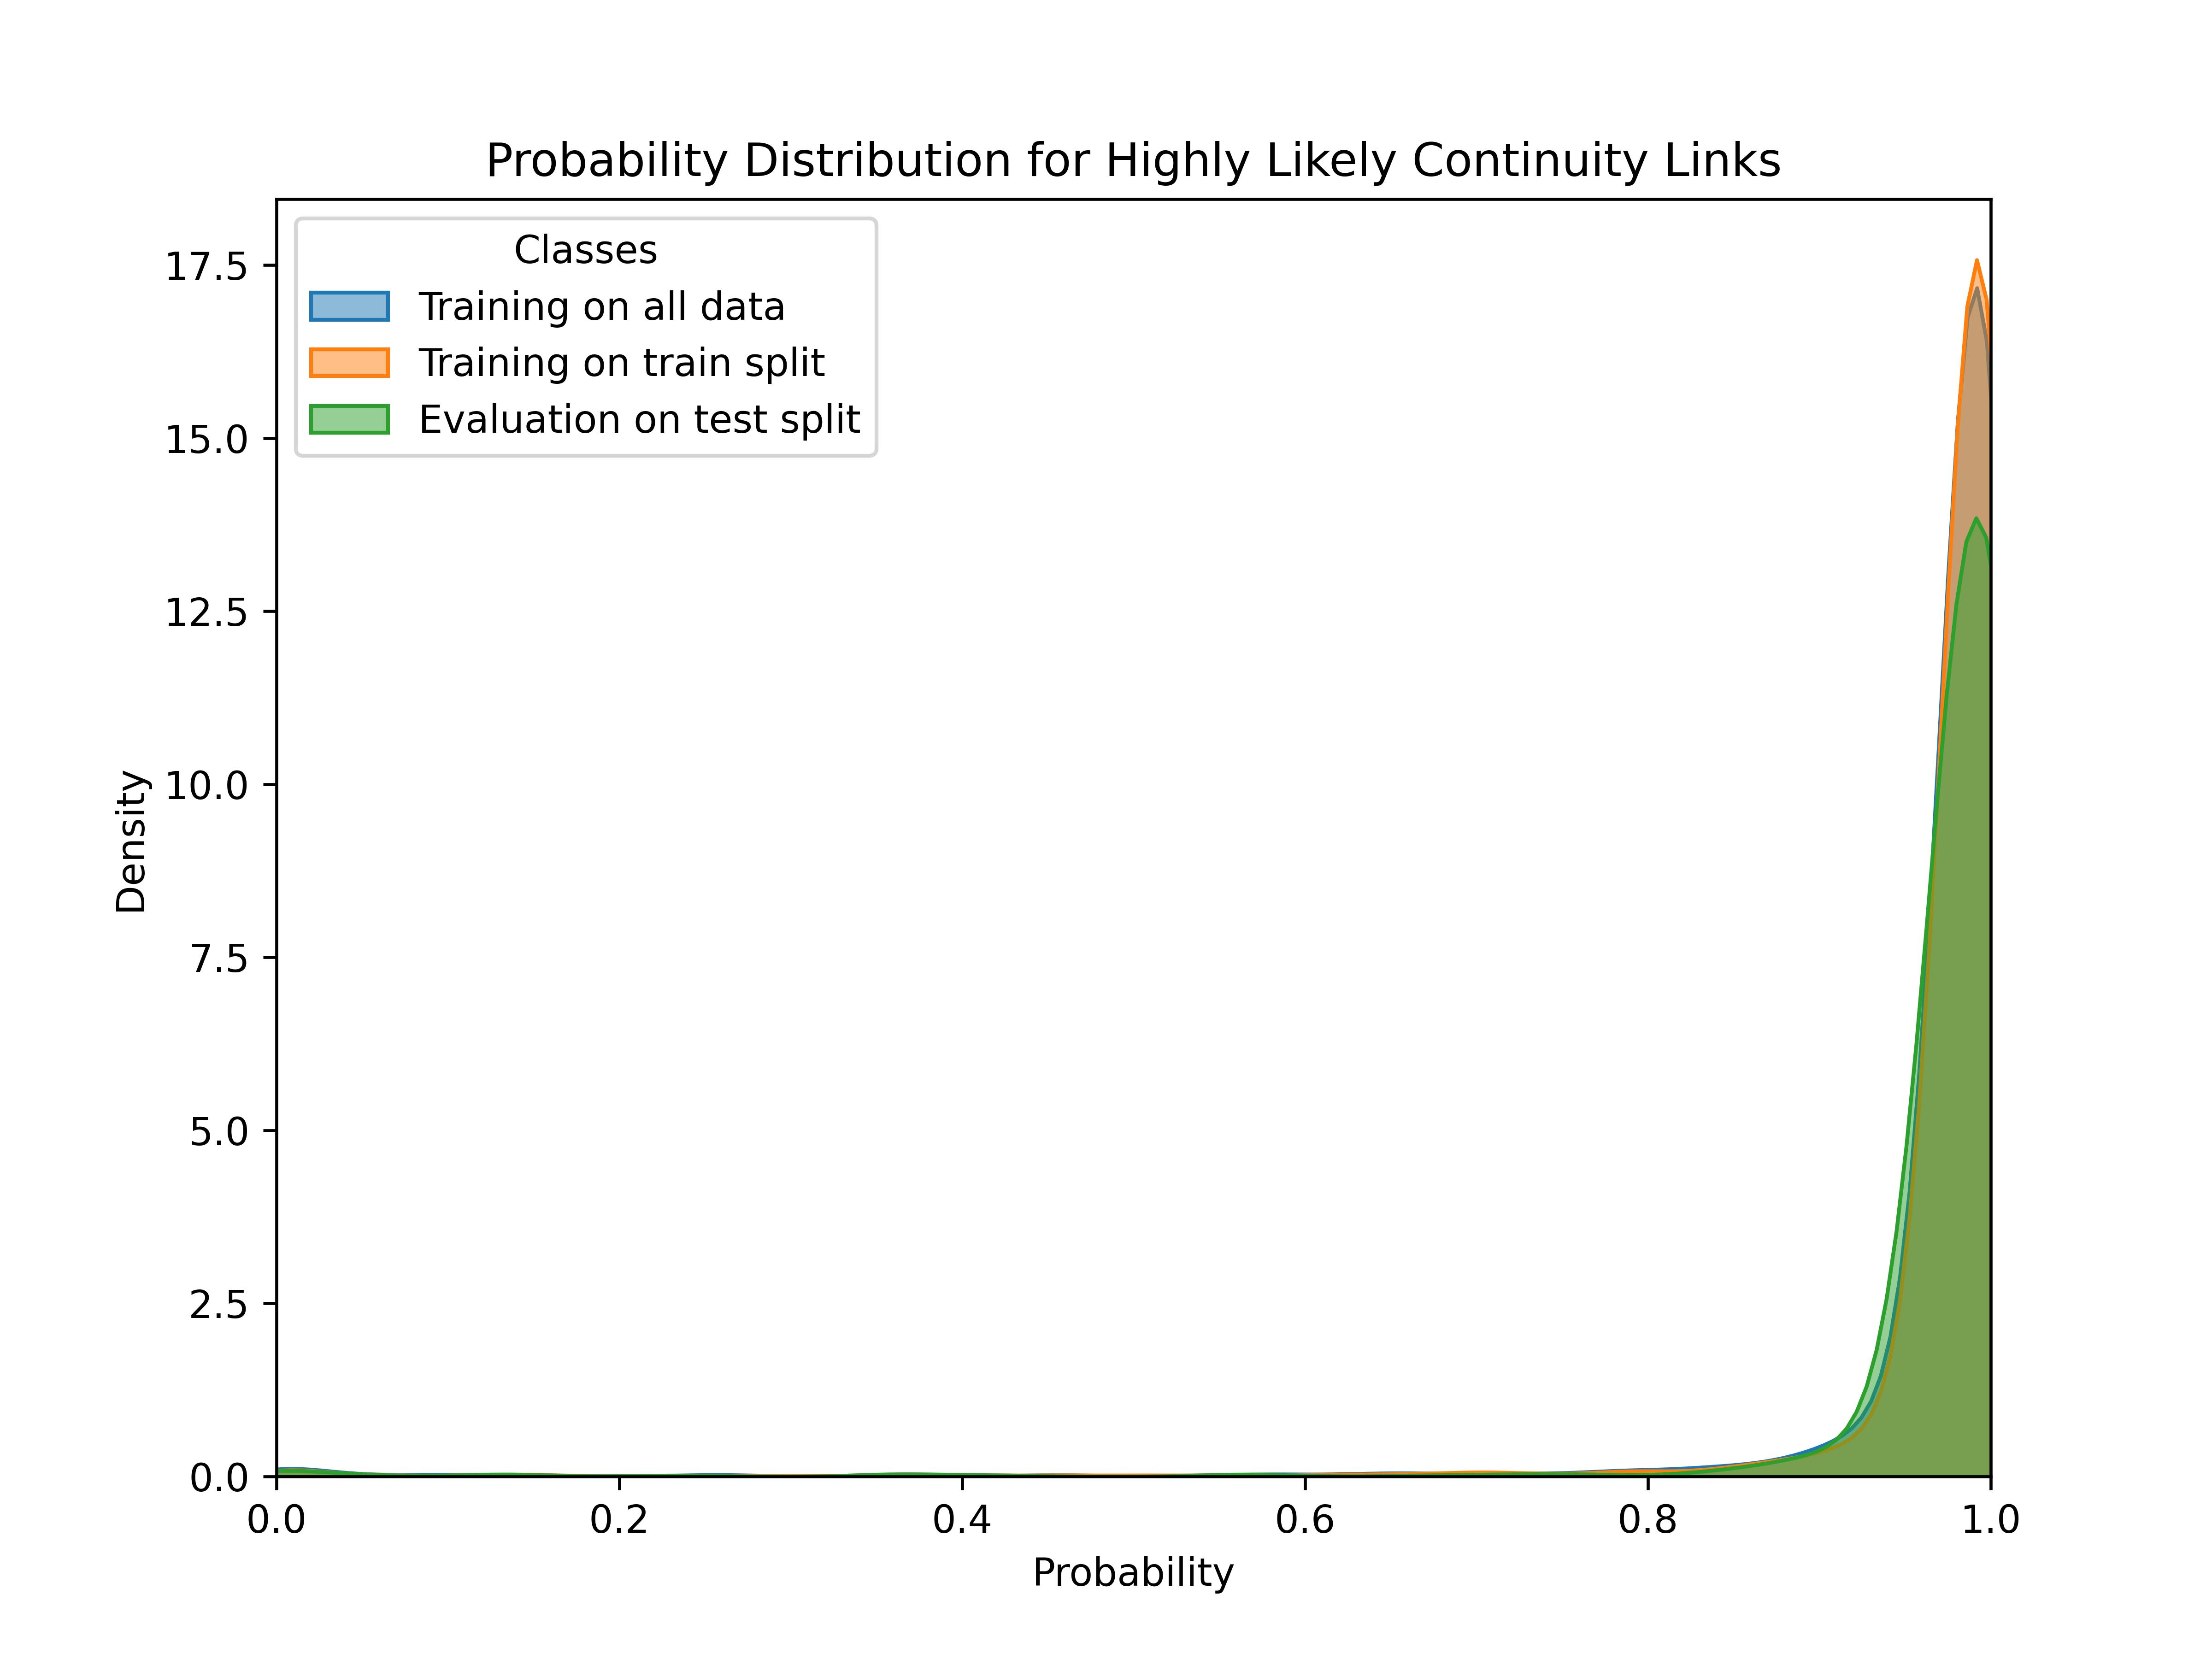 Probability Distribution for Highly Likely Continuity Links
Classes
Training on all data
Training on train split
Evaluation on test split
17.5
15.0
12.5
10.0
7.5
5.0
2.5
0.0
Density
0.0 0.2 0.4 0.6 0.8 1.0
Probability